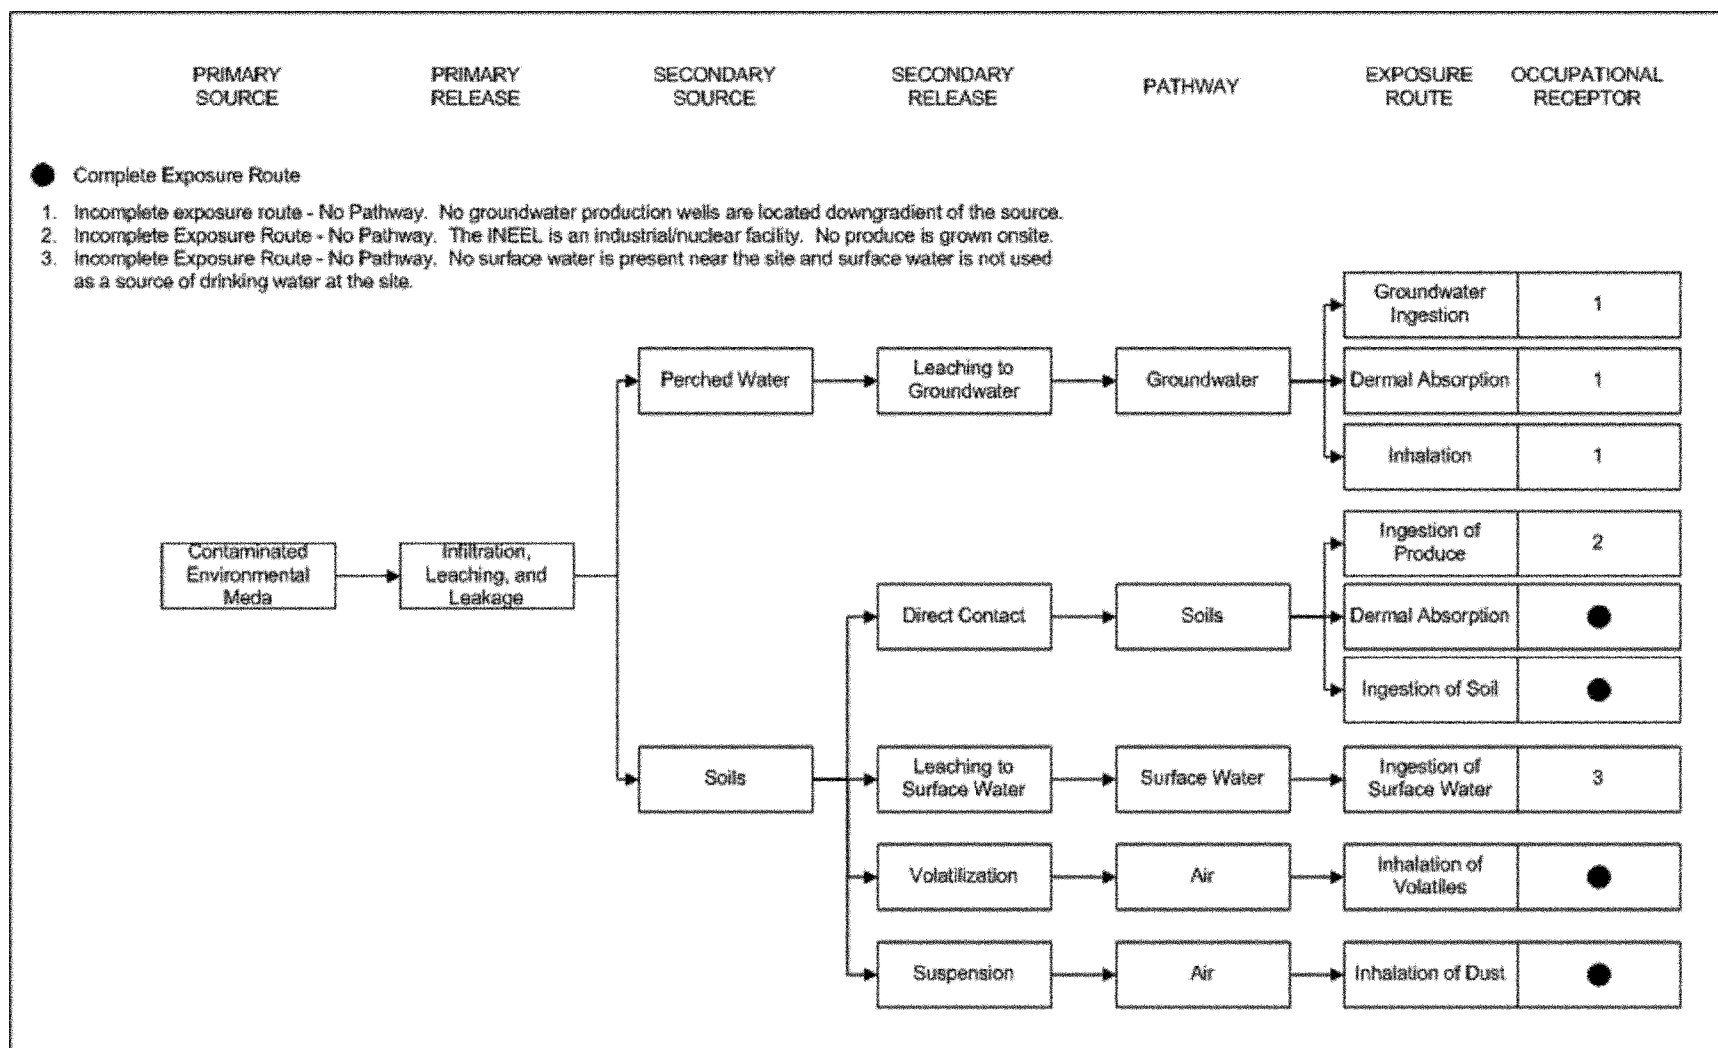 PRIMARY
SOURCE
PRIMARY
RELEASE
SECONDARY
SOURCE
SECONDARY
RELEASE
PATHWAY
EXPOSURE
ROUTE
OCCUPATIONAL
RECEPTOR
Complete Exposure Route
1. Incomplete exposure route - No Pathway. No groundwater production wells are located downgradient of the source.
2. Incomplete Exposure Route - No Pathway. The INEEL is an industrial/nuclear facility. No produce is grown onsite.
3. Incomplete Exposure Route - No Pathway. No surface water is present near the site and surface water is not used
as a source of drinking water at the site.
Groundwater
Ingestion
1
Perched Water
Leaching to
Groundwater
Groundwater
Dermal Absorption
1
Inhalation
1
Contaminated
Environmental
Meda
Infiltration,
Leaching, and
Leakage
Ingestion of
Produce
2
Direct Contact
Soils
Dermal Absorption
Ingestion of Soil
Soils
Leaching to
Surface Water
Surface Water
Ingestion of
Surface Water
3
Volatilization
Air
Inhalation of
Volatiles
Suspension
Air
Inhalation of Dust